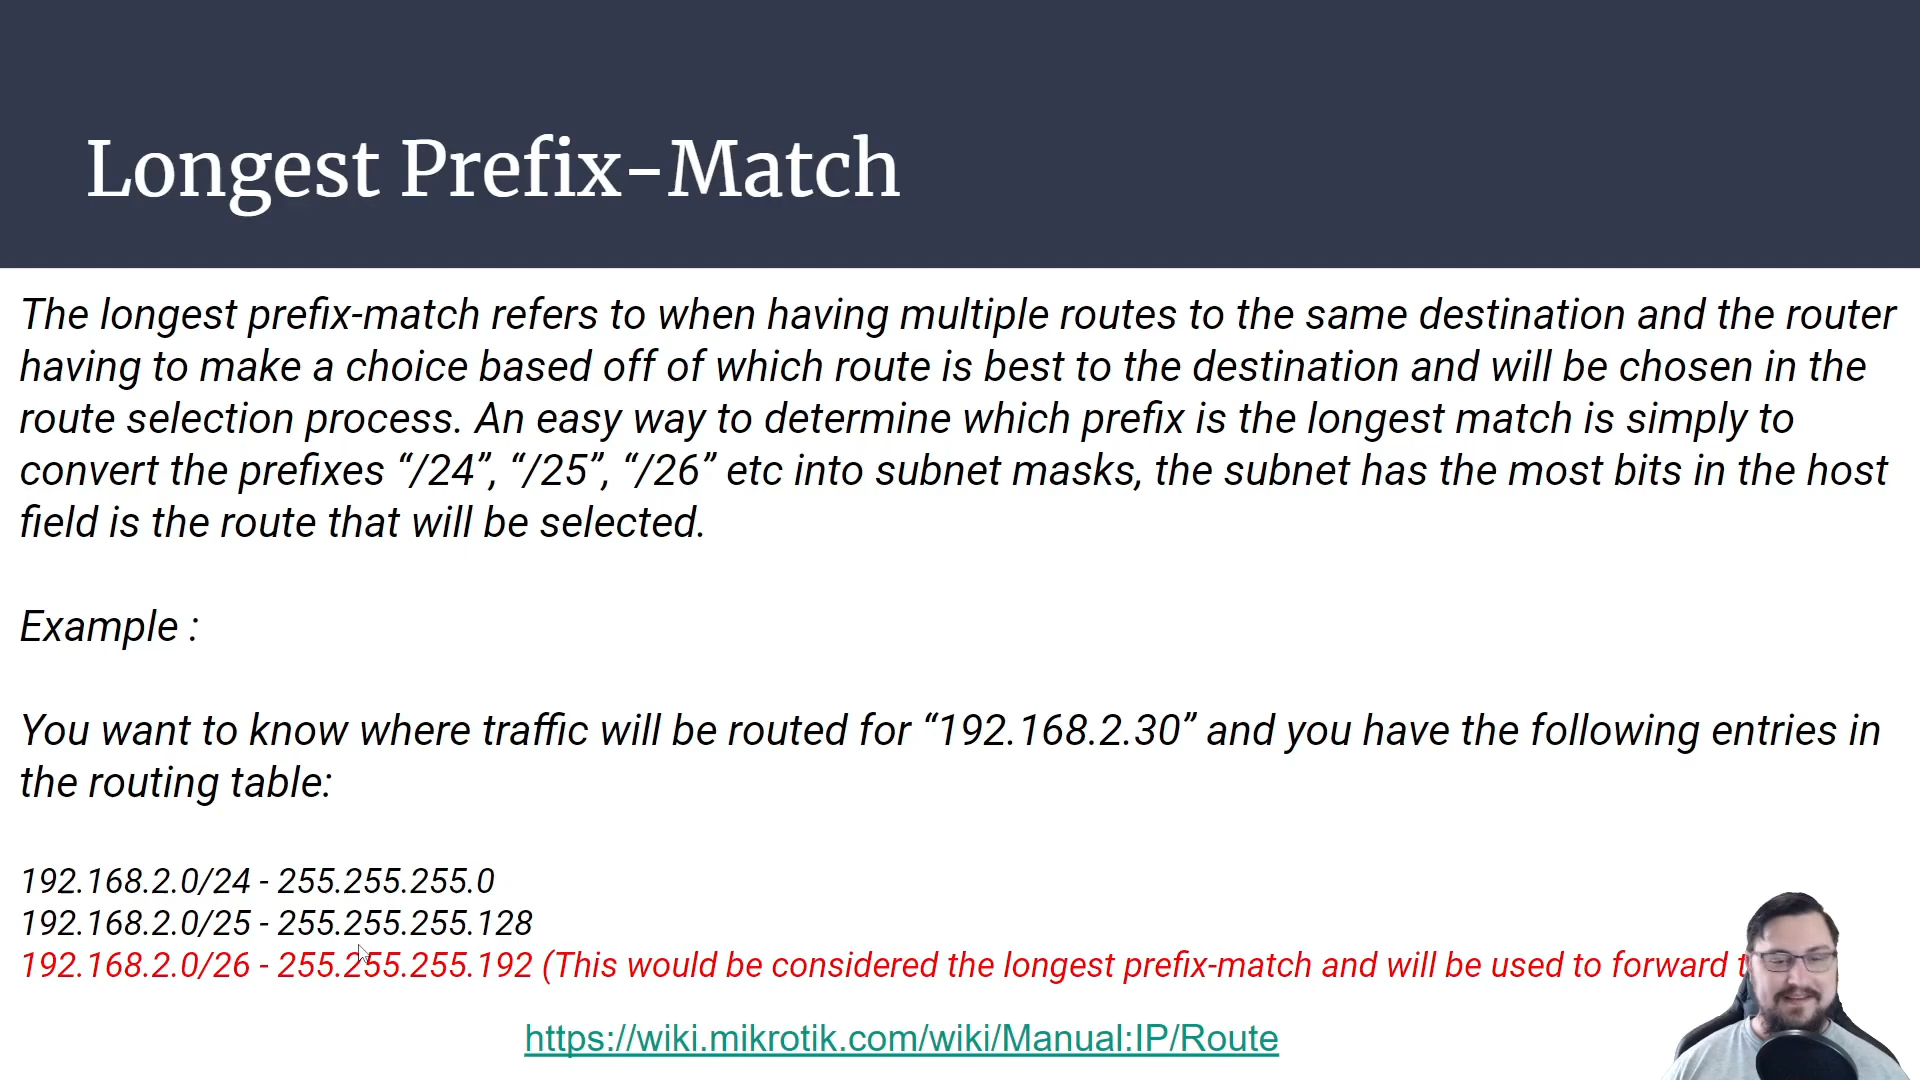 Longest Prefix-Match
The longest prefix-match refers to when having multiple routes to the same destination and the router
having to make a choice based off of which route is best to the destination and will be chosen in the
route selection process. An easy way to determine which prefix is the longest match is simply to
convert the prefixes “/24”, “/25”, “/26” etc into subnet masks, the subnet has the most bits in the host
field is the route that will be selected.
Example :
You want to know where traffic will be routed for “192.168.2.30” and you have the following entries in
the routing table:
192.168.2.0/24 - 255.255.255.0
192.168.2.0/25 - 255.255.255.128
192.168.2.0/26 - 255.255.255.192 (This would be considered the longest prefix-match and will be used to forward
https://wiki.mikrotik.com/wiki/Manual:IP/Route